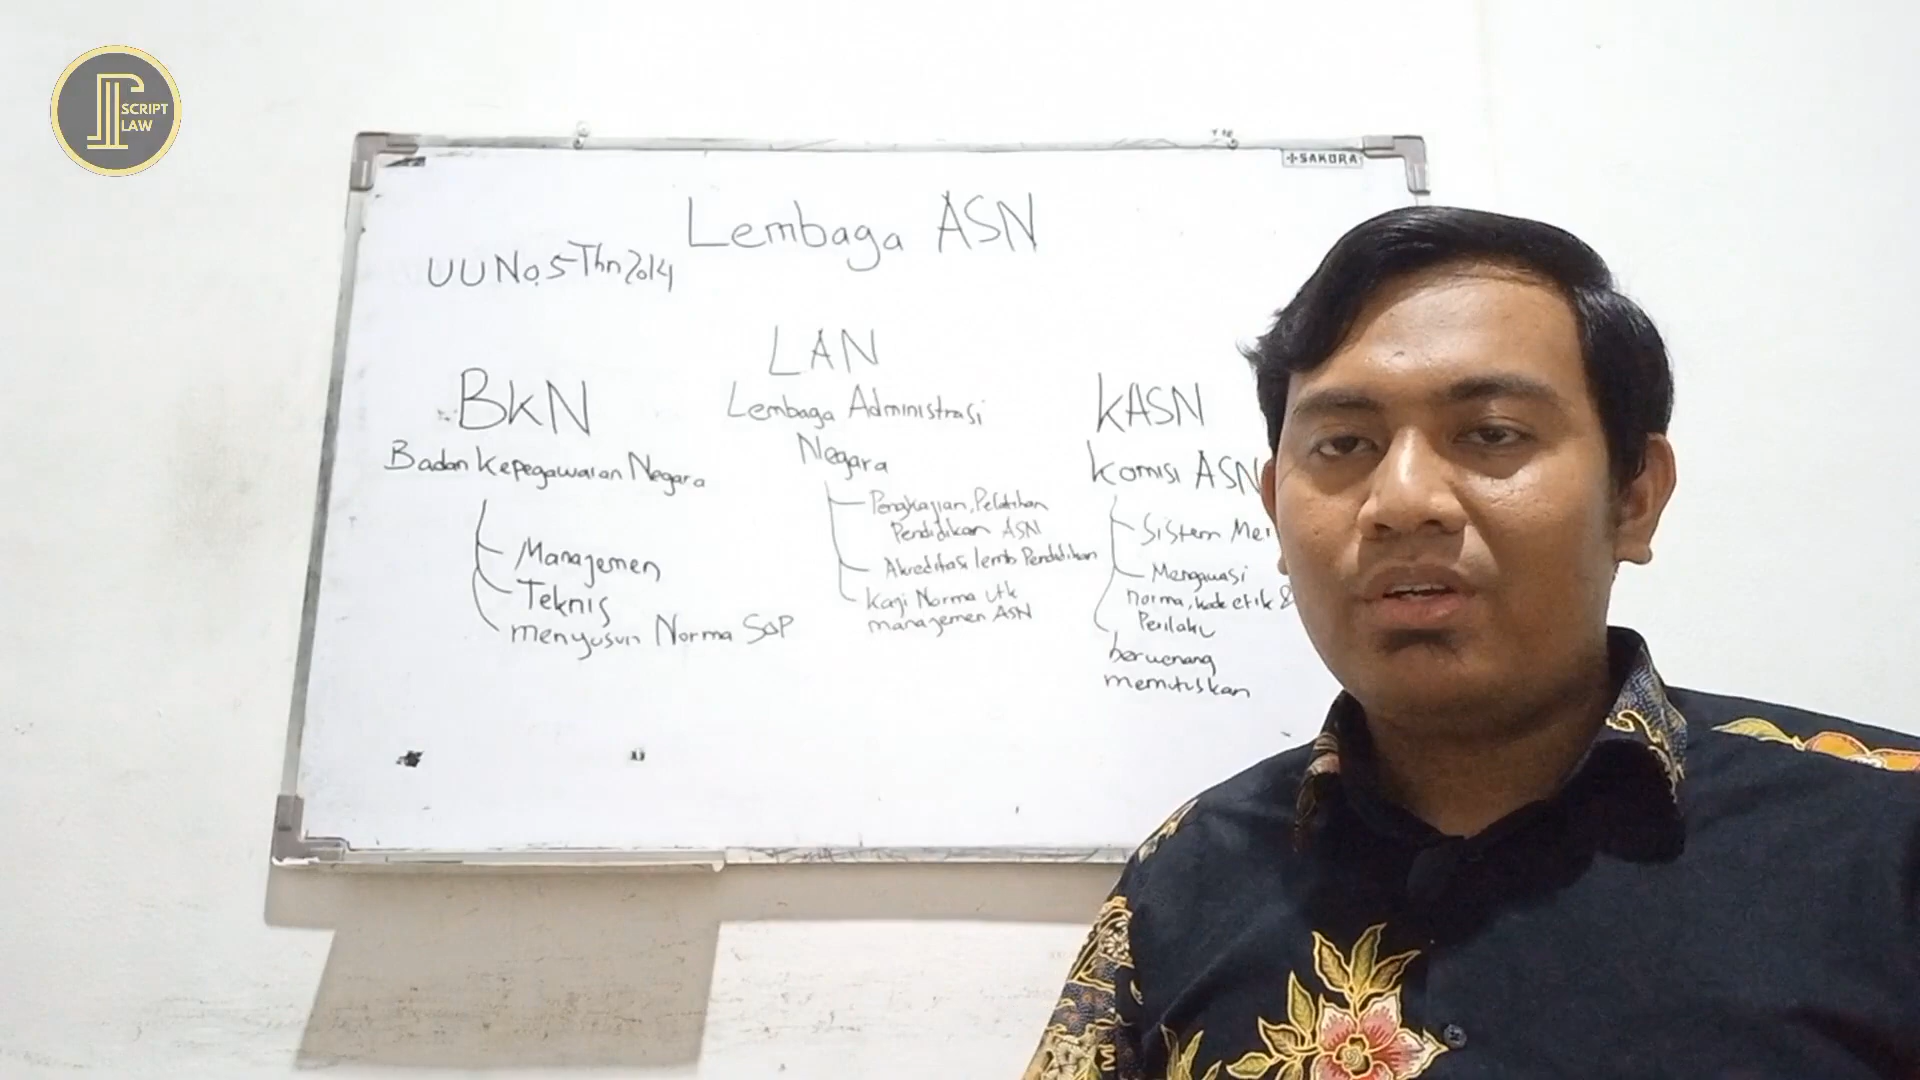 SCRIPT
LAW
SAKURA
Lembaga ASN
UU No.5 Thn 2014
BKN
Badan Kepegawaian Negara
Managemen
Teknis
menyusun Norma SOP
LAN
Lembaga Administrasi
Negara
Pengkajian, Pelatihan
Pendidikan ASN
Akreditasi lemb Pendidikan
Kaji Norma utk
managemen ASN
KASN
Komisi ASN
Sistem
Mengawasi
norma, kode etik &
Perilaku
berwenang
memutuskan